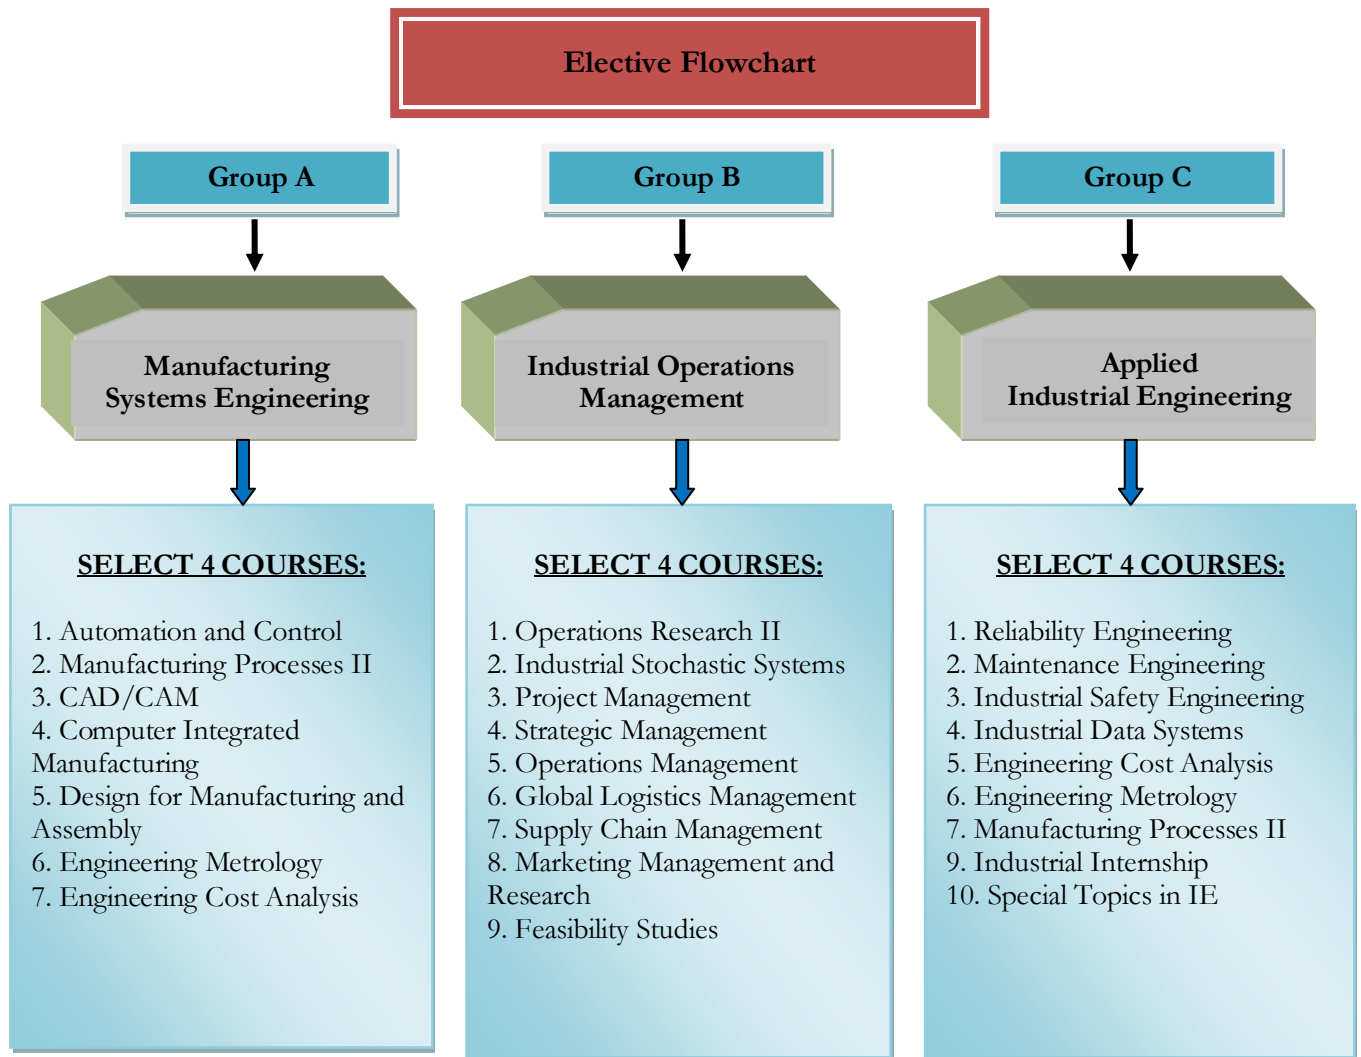 Elective Flowchart
Group A
Manufacturing
Systems Engineering
SELECT 4 COURSES:
1. Automation and Control
2. Manufacturing Processes II
3. CAD/CAM
4. Computer Integrated
Manufacturing
5. Design for Manufacturing and
Assembly
6. Engineering Metrology
7. Engineering Cost Analysis
Group B
Industrial Operations
Management
SELECT 4 COURSES:
1. Operations Research II
2. Industrial Stochastic Systems
3. Project Management
4. Strategic Management
5. Operations Management
6. Global Logistics Management
7. Supply Chain Management
8. Marketing Management and
Research
9. Feasibility Studies
Group C
Applied
Industrial Engineering
SELECT 4 COURSES:
1. Reliability Engineering
2. Maintenance Engineering
3. Industrial Safety Engineering
4. Industrial Data Systems
5. Engineering Cost Analysis
6. Engineering Metrology
7. Manufacturing Processes II
9. Industrial Internship
10. Special Topics in IE